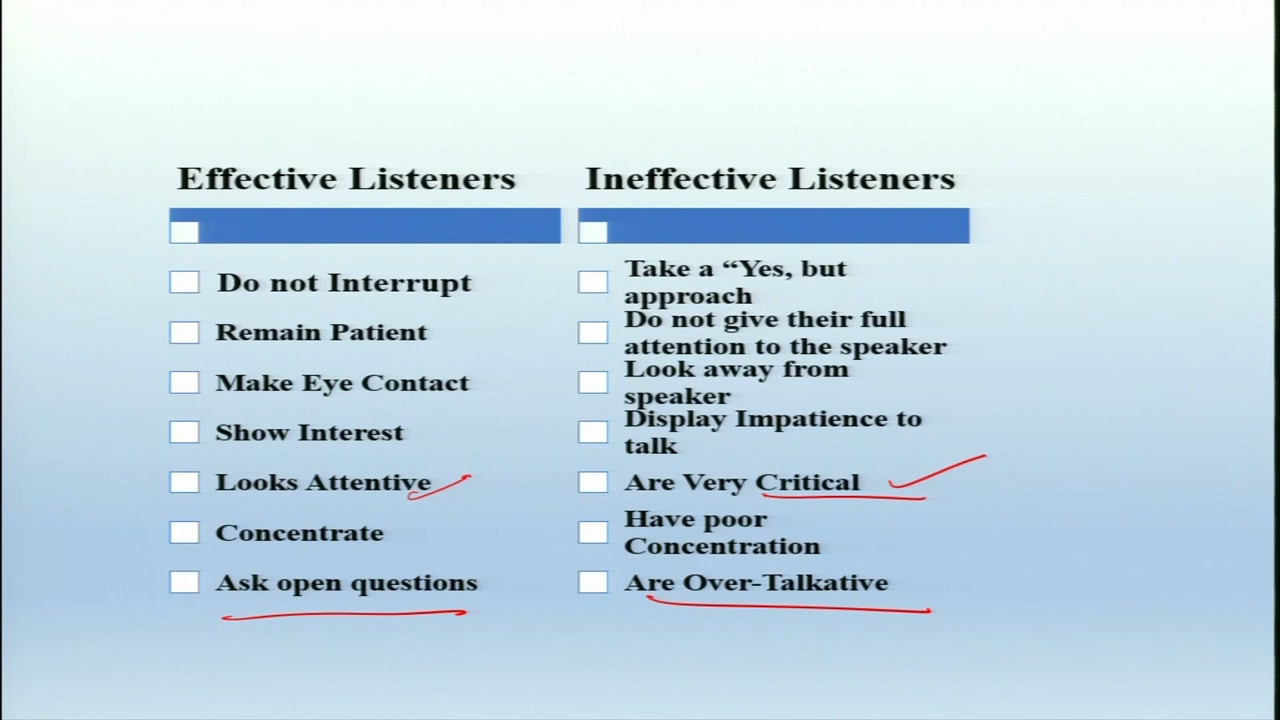 Effective Listeners
Do not Interrupt
Remain Patient
Make Eye Contact
Show Interest
Looks Attentive
Concentrate
Ask open questions
Ineffective Listeners
Take a “Yes, but
approach
Do not give their full
attention to the speaker
Look away from
speaker
Display Impatience to
talk
Are Very Critical
Have poor
Concentration
Are Over-Talkative